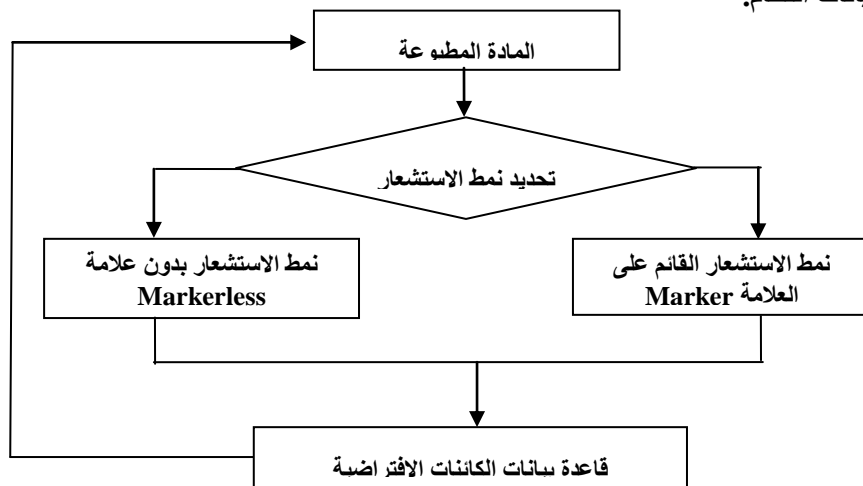 المادة المطبوعة
تحديد نمط الاستشعار
نمط الاستشعار القائم على
العلامة Marker
نمط الاستشعار بدون علامة
Markerless
قاعدة بيانات الكائنات الافتراضية